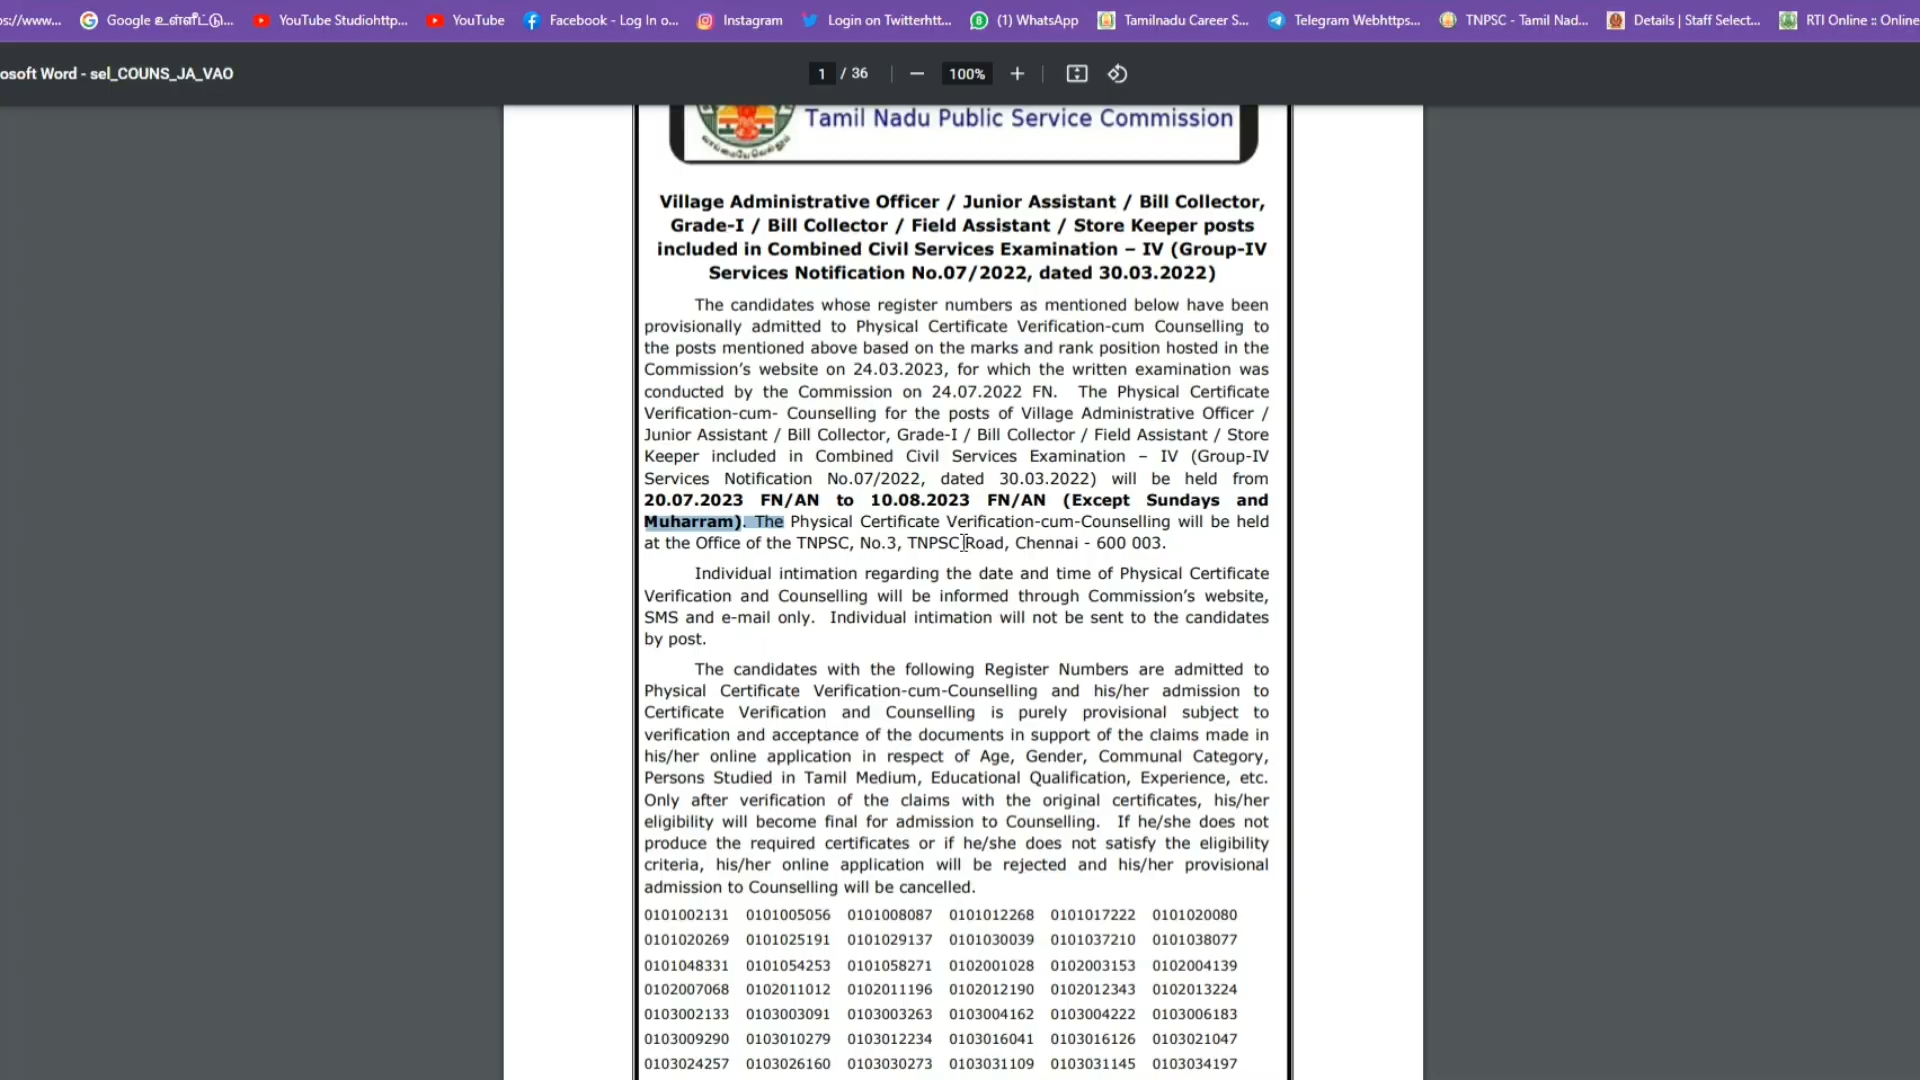 ps://www... Google உள்ளீட்டு... YouTube Studiohttp... YouTube Facebook - Log In o... Instagram Login on Twitterhtt... (1) WhatsApp Tamilnadu Career S... Telegram Webhttps... TNPSC - Tamil Nad... Details | Staff Select... RTI Online :: Online
osoft Word - sel_COUNS_JA_VAO 1 / 36 100%
Tamil Nadu Public Service Commission
வாய்மையே வெல்லும்
Village Administrative Officer / Junior Assistant / Bill Collector,
Grade-I / Bill Collector / Field Assistant / Store Keeper posts
included in Combined Civil Services Examination – IV (Group-IV
Services Notification No.07/2022, dated 30.03.2022)
The candidates whose register numbers as mentioned below have been
provisionally admitted to Physical Certificate Verification-cum Counselling to
the posts mentioned above based on the marks and rank position hosted in the
Commission's website on 24.03.2023, for which the written examination was
conducted by the Commission on 24.07.2022 FN. The Physical Certificate
Verification-cum- Counselling for the posts of Village Administrative Officer /
Junior Assistant / Bill Collector, Grade-I / Bill Collector / Field Assistant / Store
Keeper included in Combined Civil Services Examination – IV (Group-IV
Services Notification No.07/2022, dated 30.03.2022) will be held from
20.07.2023 FN/AN to 10.08.2023 FN/AN (Except Sundays and
Muharram). The Physical Certificate Verification-cum-Counselling will be held
at the Office of the TNPSC, No.3, TNPSC Road, Chennai - 600 003.
Individual intimation regarding the date and time of Physical Certificate
Verification and Counselling will be informed through Commission's website,
SMS and e-mail only. Individual intimation will not be sent to the candidates
by post.
The candidates with the following Register Numbers are admitted to
Physical Certificate Verification-cum-Counselling and his/her admission to
Certificate Verification and Counselling is purely provisional subject to
verification and acceptance of the documents in support of the claims made in
his/her online application in respect of Age, Gender, Communal Category,
Persons Studied in Tamil Medium, Educational Qualification, Experience, etc.
Only after verification of the claims with the original certificates, his/her
eligibility will become final for admission to Counselling. If he/she does not
produce the required certificates or if he/she does not satisfy the eligibility
criteria, his/her online application will be rejected and his/her provisional
admission to Counselling will be cancelled.
0101002131 0101005056 0101008087 0101012268 0101017222 0101020080
0101020269 0101025191 0101029137 0101030039 0101037210 0101038077
0101048331 0101054253 0101058271 0102001028 0102003153 0102004139
0102007068 0102011012 0102011196 0102012190 0102012343 0102013224
0103002133 0103003091 0103003263 0103004162 0103004222 0103006183
0103009290 0103010279 0103012234 0103016041 0103016126 0103021047
0103024257 0103026160 0103030273 0103031109 0103031145 0103034197